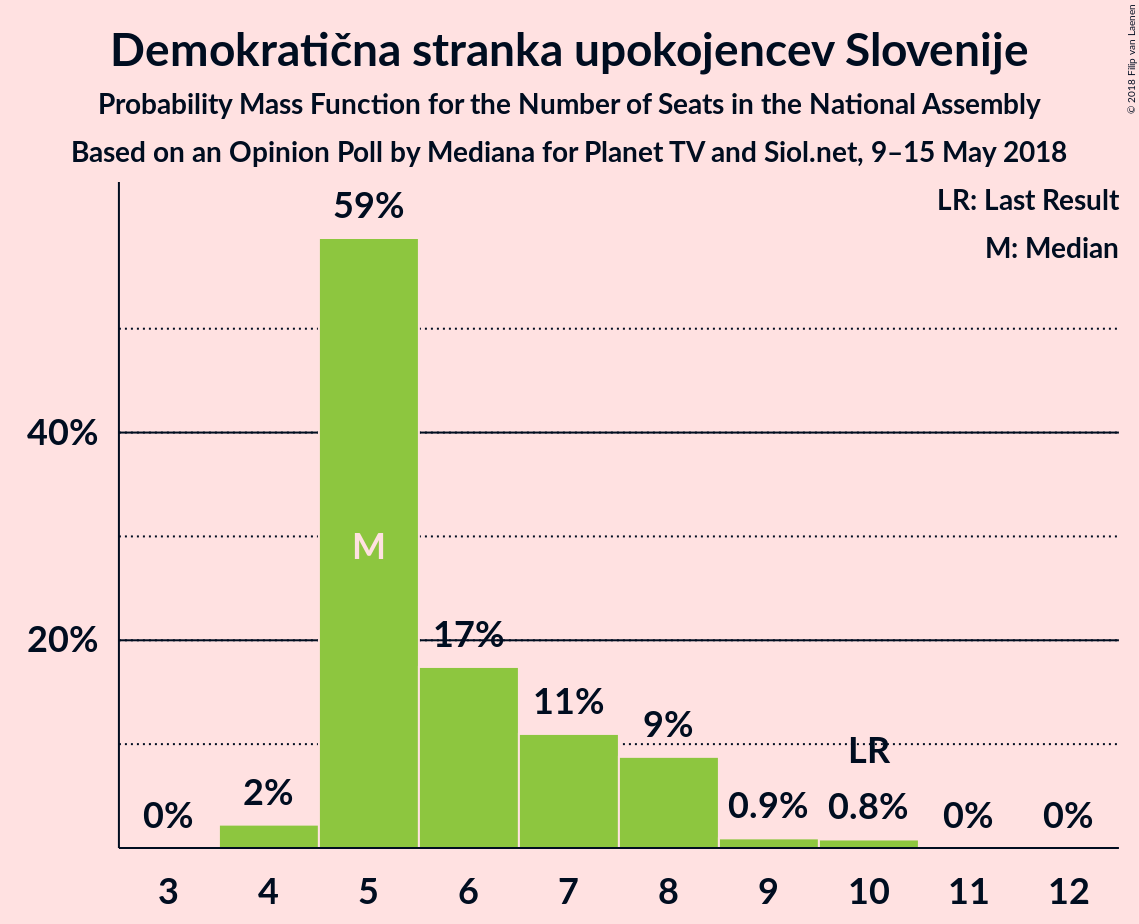 Demokratična stranka upokojencev Slovenije
Probability Mass Function for the Number of Seats in the National Assembly
Based on an Opinion Poll by Mediana for Planet TV and Siol.net, 9–15 May 2018
© 2018 Filip van Laenen
LR: Last Result
M: Median
40%
20%
0%
2%
59%
M
17%
11%
9%
0.9%
LR
0.8%
0%
0%
3 4 5 6 7 8 9 10 11 12